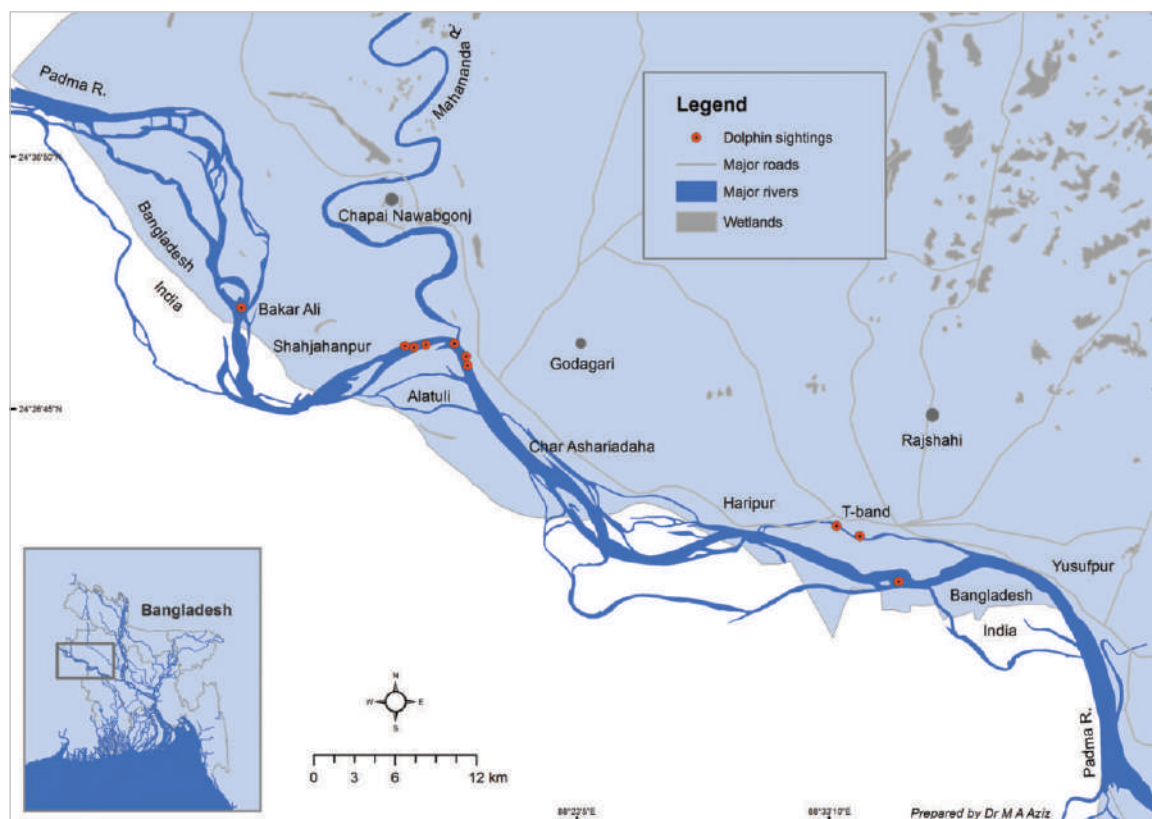 Padma R.
Mahananda R.
24°36'50"N
Chapai Nawabgonj
Legend
Dolphin sightings
Major roads
Major rivers
Wetlands
Bangladesh
India
Bakar Ali
Shahjahanpur
Godagari
Alatuli
24°26'45"N
Rajshahi
Char Ashariadaha
Haripur
T-band
Yusufpur
Bangladesh
India
Bangladesh
N
W
E
S
Padma R.
0 3 6 12 km
Prepared by Dr M A Aziz